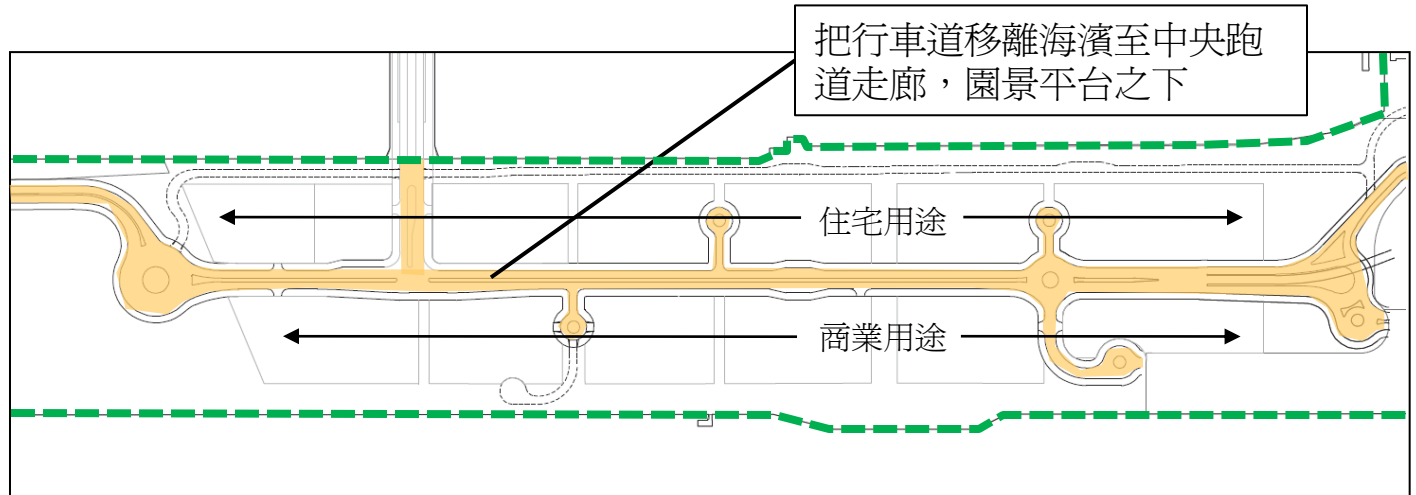 把行車道移離海濱至中央跑
道走廊，園景平台之下
住宅用途
商業用途